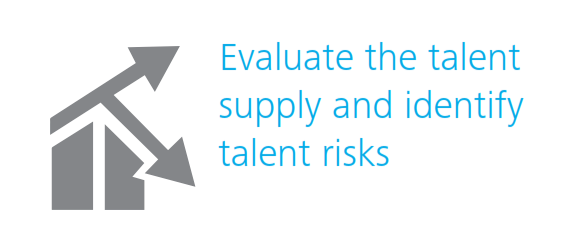 Evaluate the talent
supply and identify
talent risks